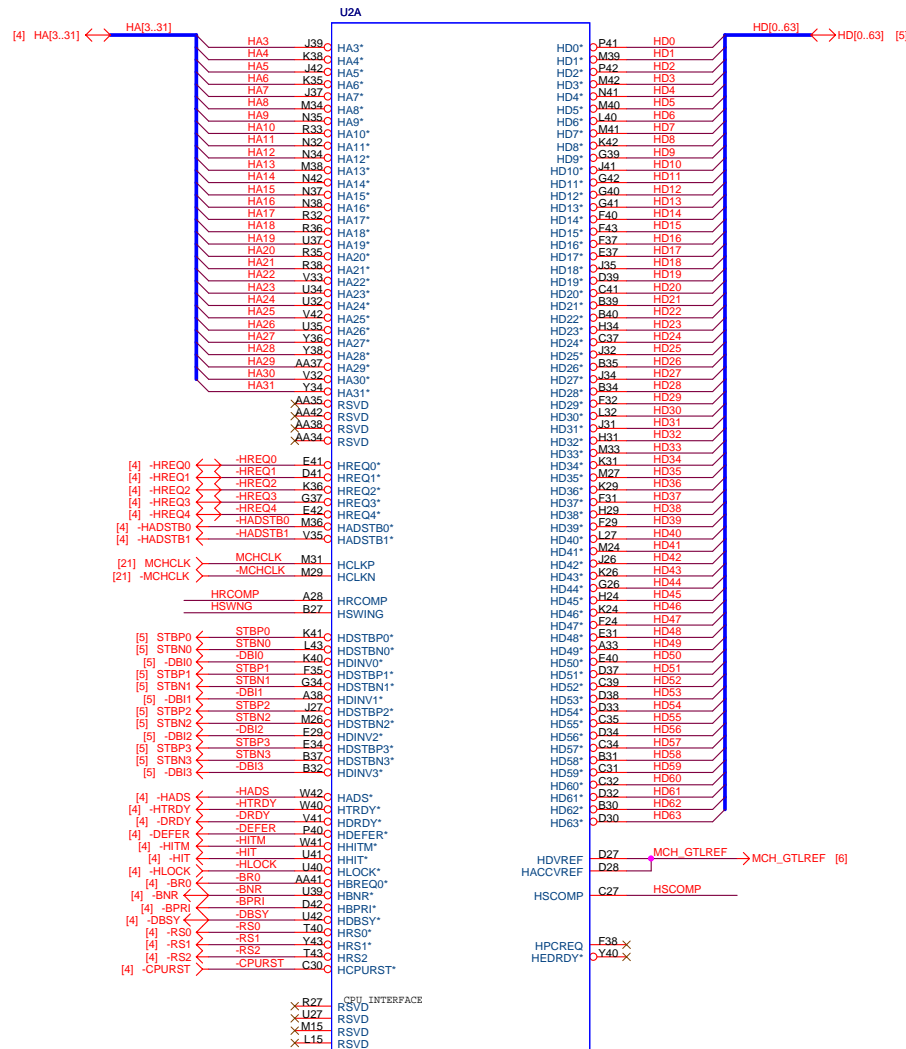 U2A
[4] HA[3..31] HA[3..31]
HA3 J39 HA3*
HA4 K38 HA4*
HA5 J42 HA5*
HA6 K35 HA6*
HA7 J37 HA7*
HA8 M34 HA8*
HA9 N35 HA9*
HA10 R33 HA10*
HA11 N32 HA11*
HA12 N34 HA12*
HA13 M38 HA13*
HA14 N42 HA14*
HA15 N37 HA15*
HA16 N38 HA16*
HA17 R32 HA17*
HA18 R36 HA18*
HA19 U37 HA19*
HA20 R35 HA20*
HA21 R38 HA21*
HA22 V33 HA22*
HA23 U34 HA23*
HA24 U32 HA24*
HA25 V42 HA25*
HA26 U35 HA26*
HA27 Y36 HA27*
HA28 Y38 HA28*
HA29 AA37 HA29*
HA30 V32 HA30*
HA31 Y34 HA31*
AA35 RSVD
AA42 RSVD
AA38 RSVD
AA34 RSVD
[4] -HREQ0 -HREQ0 E41 HREQ0*
[4] -HREQ1 -HREQ1 D41 HREQ1*
[4] -HREQ2 -HREQ2 K36 HREQ2*
[4] -HREQ3 -HREQ3 G37 HREQ3*
[4] -HREQ4 -HREQ4 E42 HREQ4*
[4] -HADSTB0 -HADSTB0 M36 HADSTB0*
[4] -HADSTB1 -HADSTB1 V35 HADSTB1*
[21] MCHCLK MCHCLK M31 HCLKP
[21] -MCHCLK -MCHCLK M29 HCLKN
HRCOMP A28 HRCOMP
HSWNG B27 HSWING
[5] STBP0 STBP0 K41 HDSTBP0*
[5] STBN0 STBN0 L43 HDSTBN0*
[5] -DBI0 -DBI0 K40 HDINV0*
[5] STBP1 STBP1 F35 HDSTBP1*
[5] STBN1 STBN1 G34 HDSTBN1*
[5] -DBI1 -DBI1 A38 HDINV1*
[5] STBP2 STBP2 J27 HDSTBP2*
[5] STBN2 STBN2 M26 HDSTBN2*
[5] -DBI2 -DBI2 E29 HDINV2*
[5] STBP3 STBP3 E34 HDSTBP3*
[5] STBN3 STBN3 B37 HDSTBN3*
[5] -DBI3 -DBI3 B32 HDINV3*
[4] -HADS -HADS W42 HADS*
[4] -HTRDY -HTRDY W40 HTRDY*
[4] -DRDY -DRDY V41 HDRDY*
[4] -DEFER -DEFER P40 HDEFER*
[4] -HITM -HITM W41 HHITM*
[4] -HIT -HIT U41 HHIT*
[4] -HLOCK -HLOCK U40 HLOCK*
[4] -BR0 -BR0 AA41 HBREQ0*
[4] -BNR -BNR U39 HBNR*
[4] -BPRI -BPRI D42 HBPRI*
[4] -DBSY -DBSY U42 HDBSY*
[4] -RS0 -RS0 T40 HRS0*
[4] -RS1 -RS1 Y43 HRS1*
[4] -RS2 -RS2 T43 HRS2
[4] -CPURST -CPURST C30 HCPURST*
CPU INTERFACE
R27 RSVD
U27 RSVD
M15 RSVD
L15 RSVD
HD[0..63] HD[0..63] [5]
HD0* P41 HD0
HD1* M39 HD1
HD2* P42 HD2
HD3* M42 HD3
HD4* N41 HD4
HD5* M40 HD5
HD6* L40 HD6
HD7* M41 HD7
HD8* K42 HD8
HD9* G39 HD9
HD10* J41 HD10
HD11* G42 HD11
HD12* G40 HD12
HD13* G41 HD13
HD14* F40 HD14
HD15* F43 HD15
HD16* F37 HD16
HD17* E37 HD17
HD18* J35 HD18
HD19* D39 HD19
HD20* C41 HD20
HD21* B39 HD21
HD22* B40 HD22
HD23* H34 HD23
HD24* C37 HD24
HD25* J32 HD25
HD26* B35 HD26
HD27* J34 HD27
HD28* B34 HD28
HD29* F32 HD29
HD30* L32 HD30
HD31* J31 HD31
HD32* H31 HD32
HD33* M33 HD33
HD34* K31 HD34
HD35* M27 HD35
HD36* K29 HD36
HD37* F31 HD37
HD38* H29 HD38
HD39* F29 HD39
HD40* L27 HD40
HD41* M24 HD41
HD42* J26 HD42
HD43* K26 HD43
HD44* G26 HD44
HD45* H24 HD45
HD46* K24 HD46
HD47* F24 HD47
HD48* E31 HD48
HD49* A33 HD49
HD50* E40 HD50
HD51* D37 HD51
HD52* C39 HD52
HD53* D38 HD53
HD54* D33 HD54
HD55* C35 HD55
HD56* D34 HD56
HD57* C34 HD57
HD58* B31 HD58
HD59* C31 HD59
HD60* C32 HD60
HD61* D32 HD61
HD62* B30 HD62
HD63* D30 HD63
HDVREF D27 MCH_GTLREF MCH_GTLREF [6]
HACCVREF D28
HSCOMP C27 HSCOMP
HPCREQ F38
HEDRDY* Y40